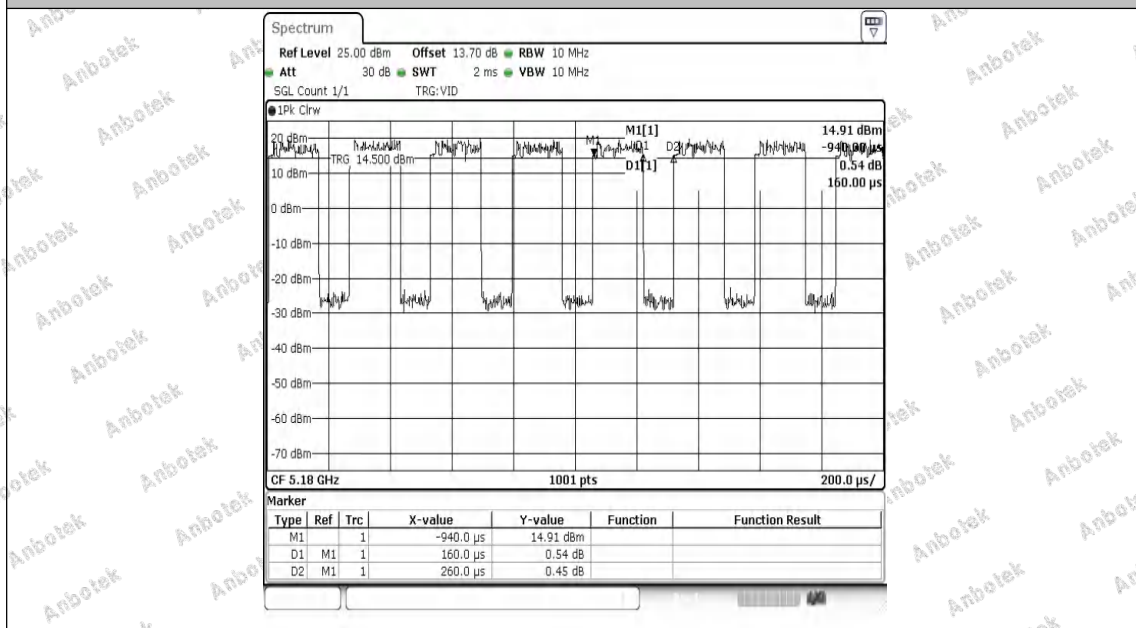 Spectrum
Ref Level 25.00 dBm Offset 13.70 dB RBW 10 MHz
Att 30 dB SWT 2 ms VBW 10 MHz
SGL Count 1/1 TRG:VID
1Pk Clrw
M1[1] 14.91 dBm
20 dBm M1 D1 D2
TRG 14.500 dBm
D1[1] 0.54 dB
10 dBm
160.00 µs
0 dBm
-10 dBm
-20 dBm
-30 dBm
-40 dBm
-50 dBm
-60 dBm
-70 dBm
CF 5.18 GHz 1001 pts 200.0 µs/
Marker
Type Ref Trc X-value Y-value Function Function Result
M1 1 -940.0 µs 14.91 dBm
D1 M1 1 160.0 µs 0.54 dB
D2 M1 1 260.0 µs 0.45 dB
Anbotek